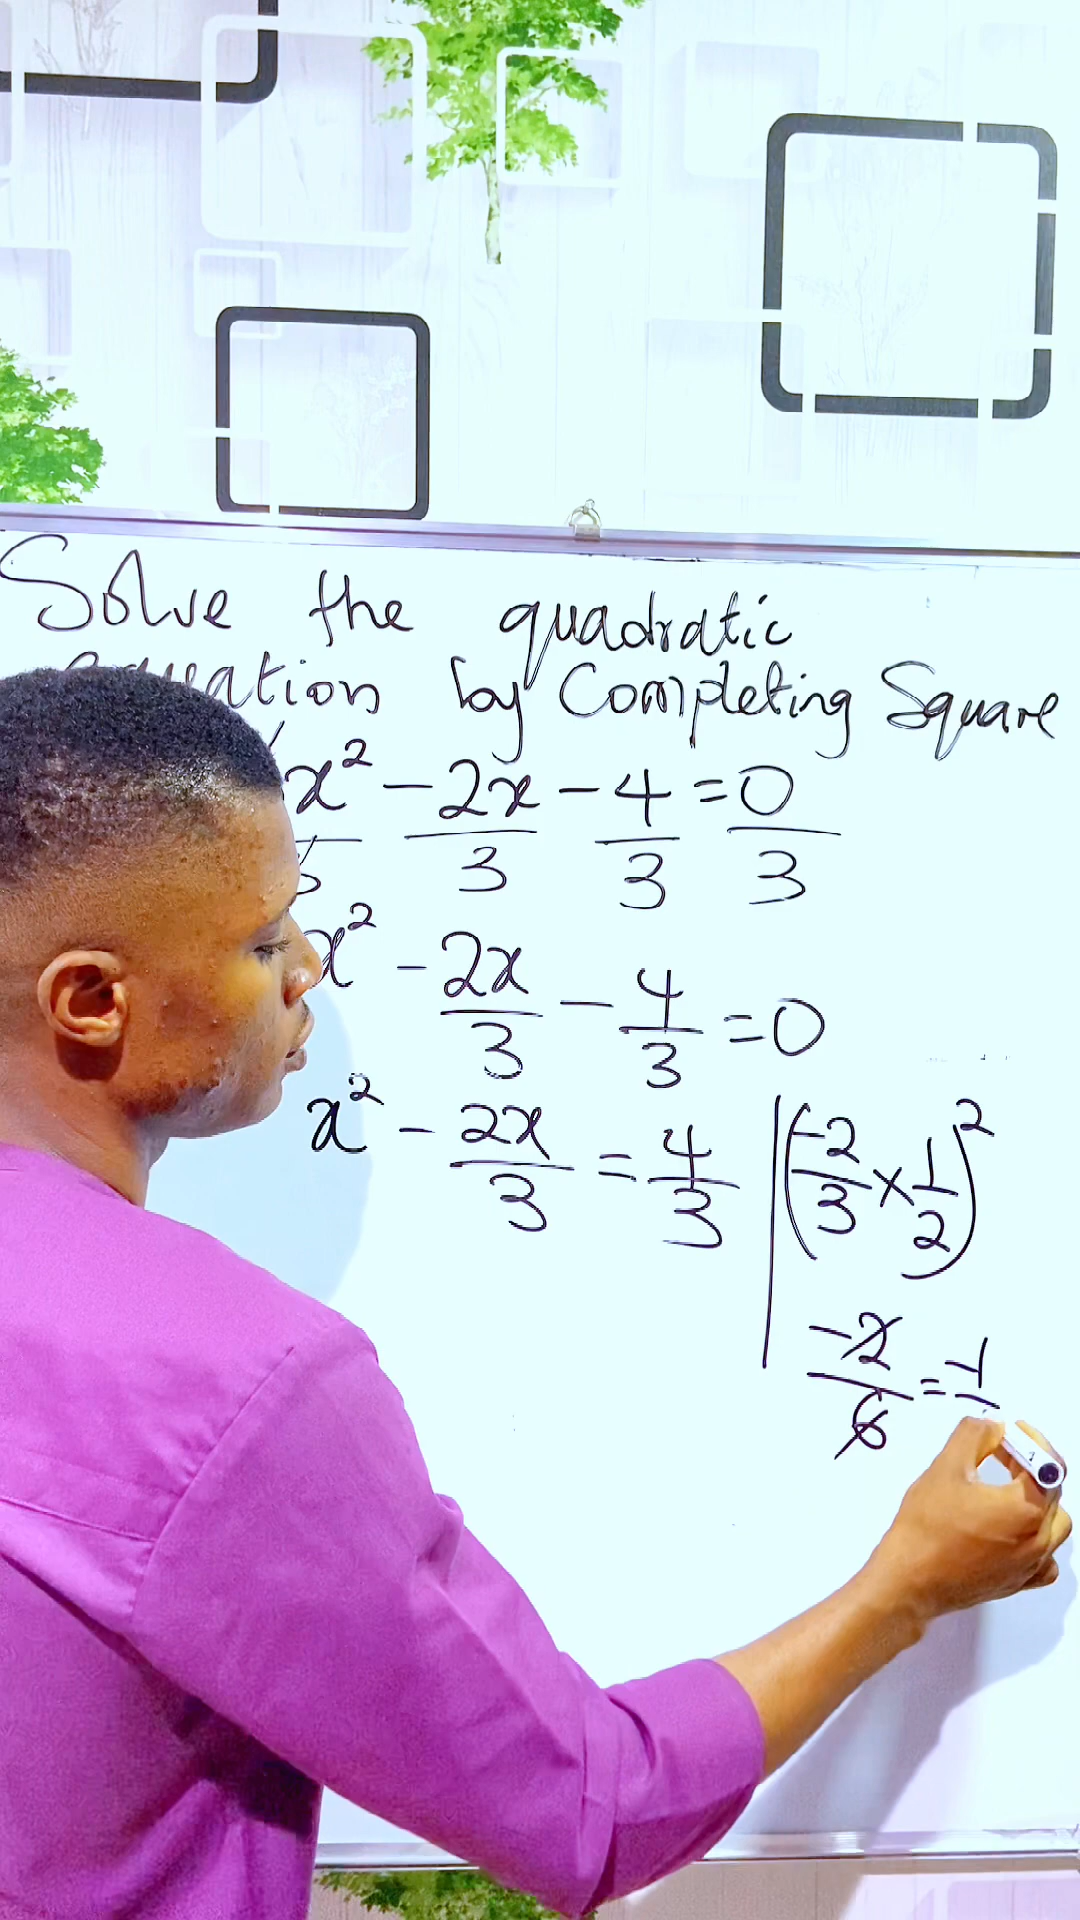 Solve the quadratic
equation by Completing Square
x² - 2x - 4 = 0
3 3 3
x² - 2x/3 - 4/3 = 0
x² - 2x/3 = 4/3 | (-2/3 × 1/2)²
-2/6 = -1